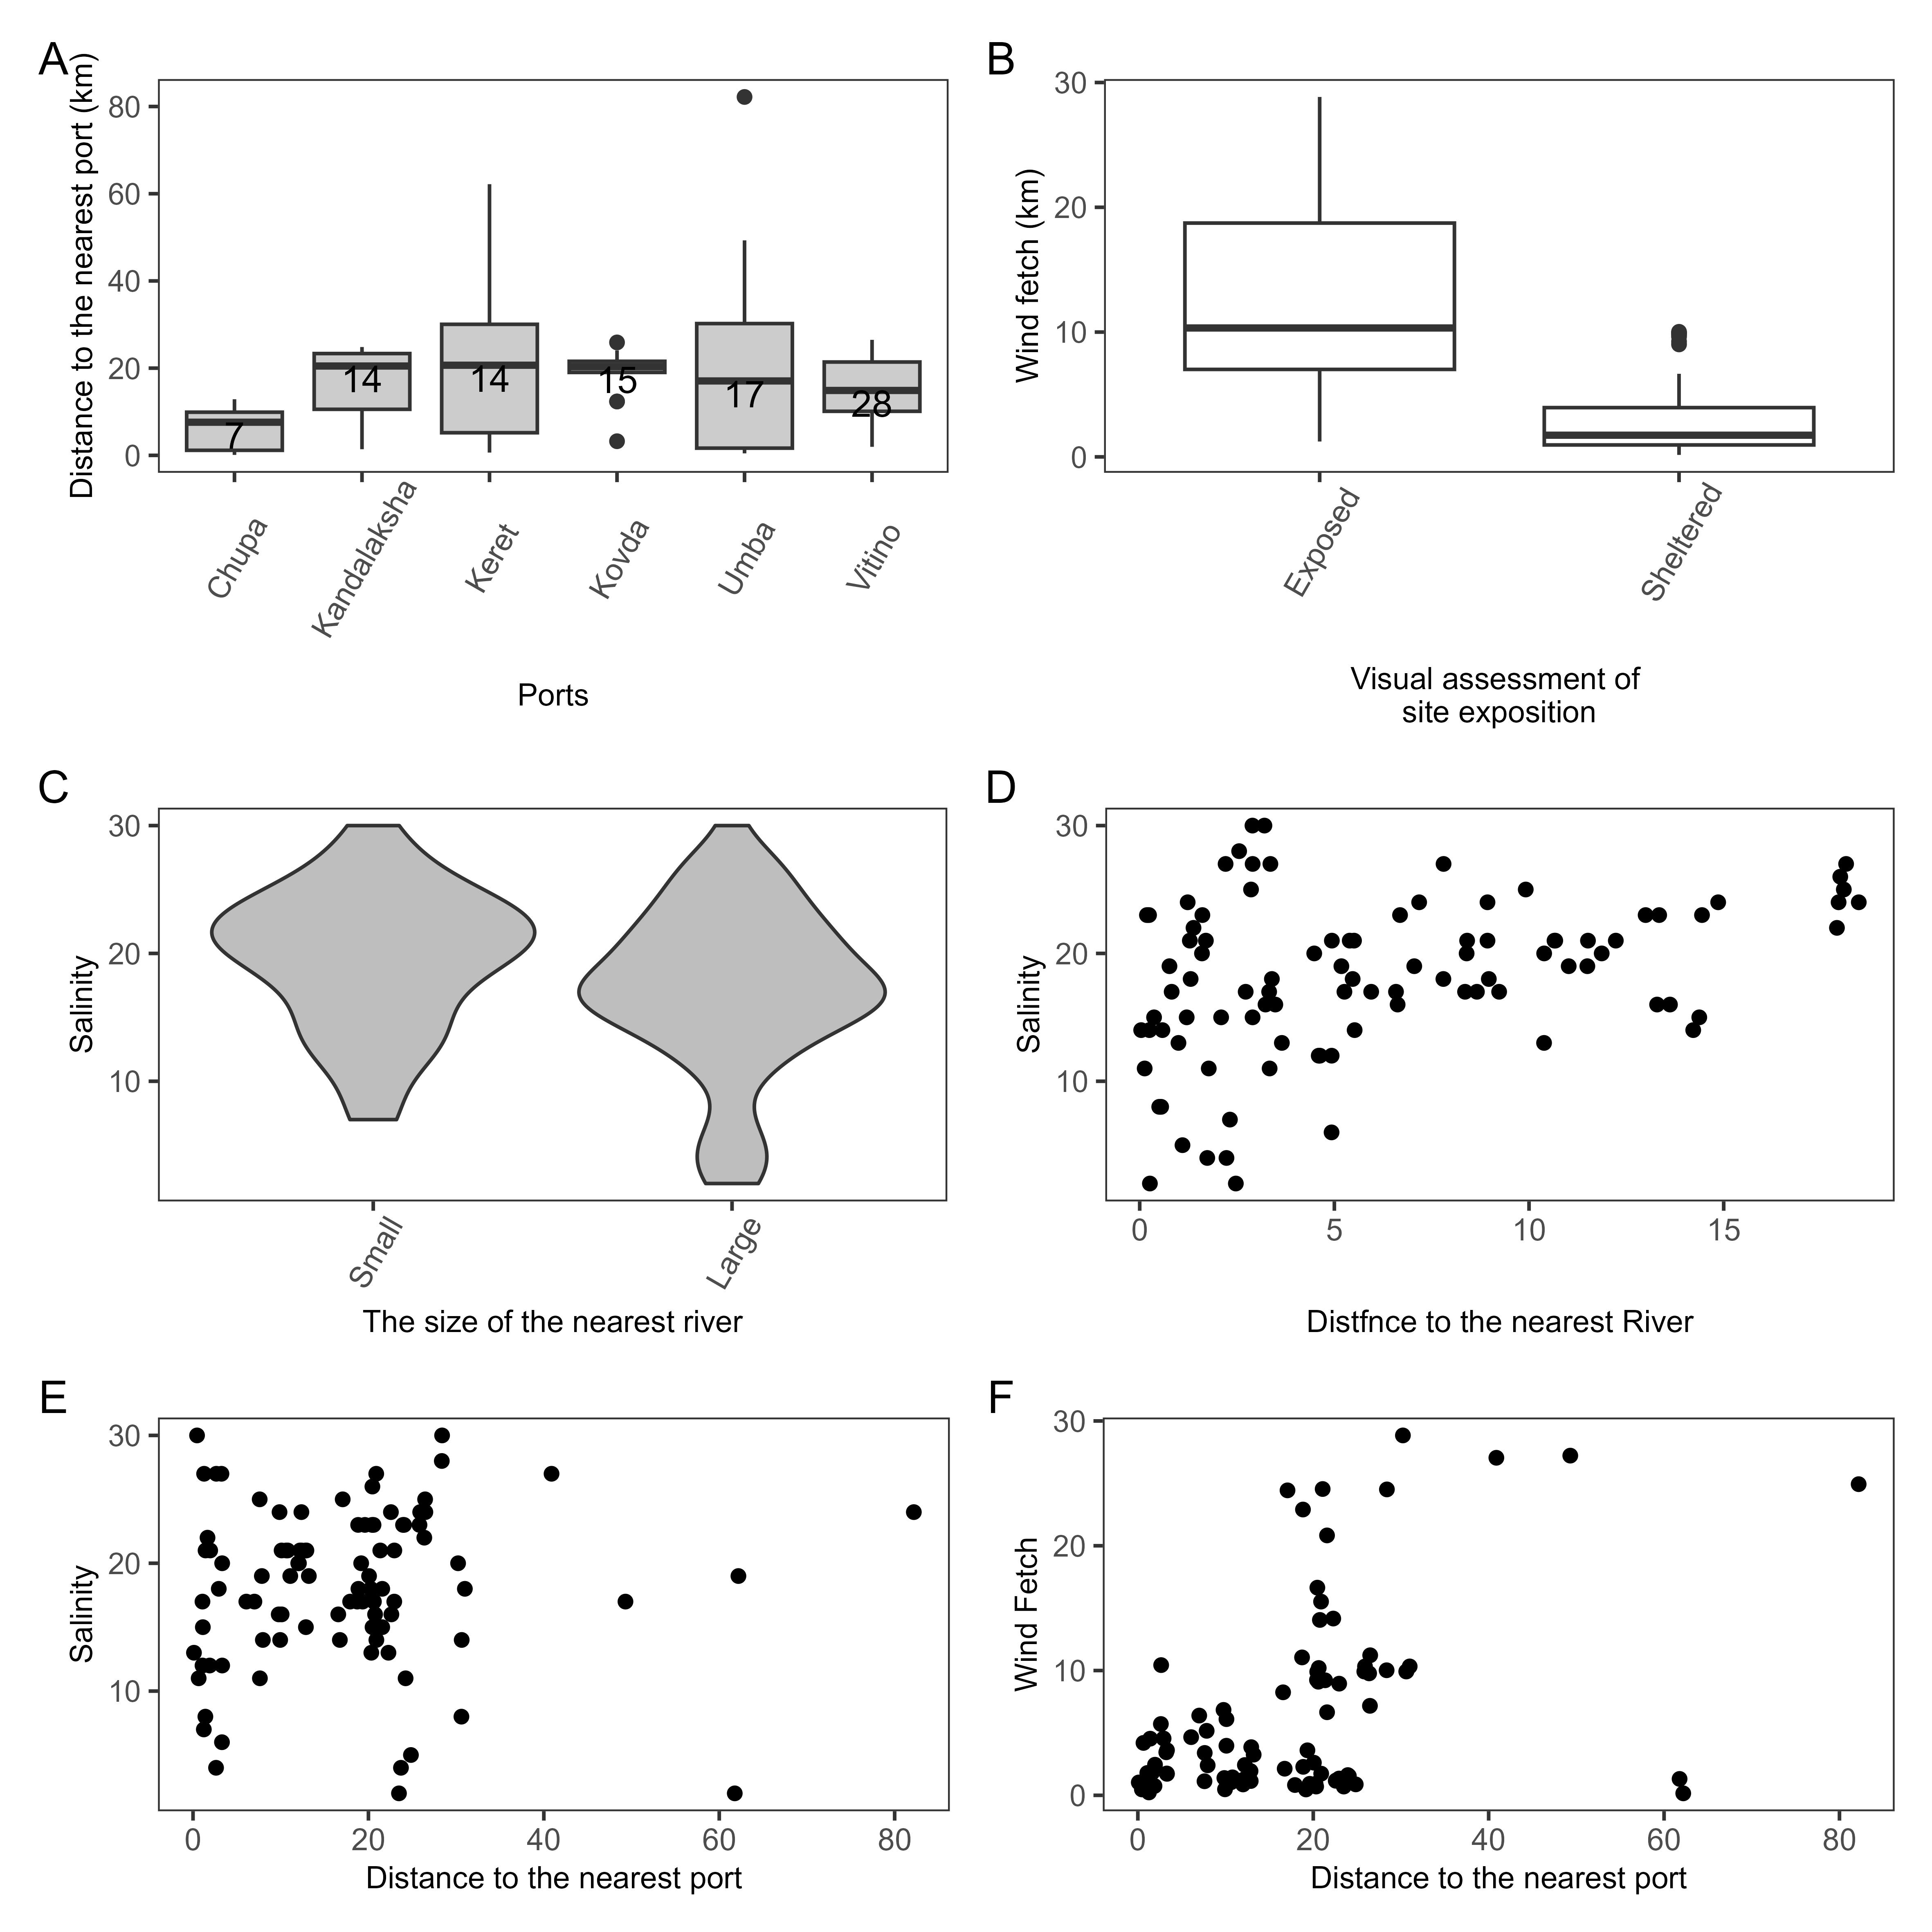 A
Distance to the nearest port (km)
80
60
40
20
0
7
14
14
15
17
28
Chupa
Kandalaksha
Keret
Kovda
Umba
Vitino
Ports
B
Wind fetch (km)
30
20
10
0
Exposed
Sheltered
Visual assessment of
site exposition
C
Salinity
30
20
10
Small
Large
The size of the nearest river
D
Salinity
30
20
10
0
5
10
15
Distfnce to the nearest River
E
Salinity
30
20
10
0
20
40
60
80
Distance to the nearest port
F
Wind Fetch
30
20
10
0
0
20
40
60
80
Distance to the nearest port